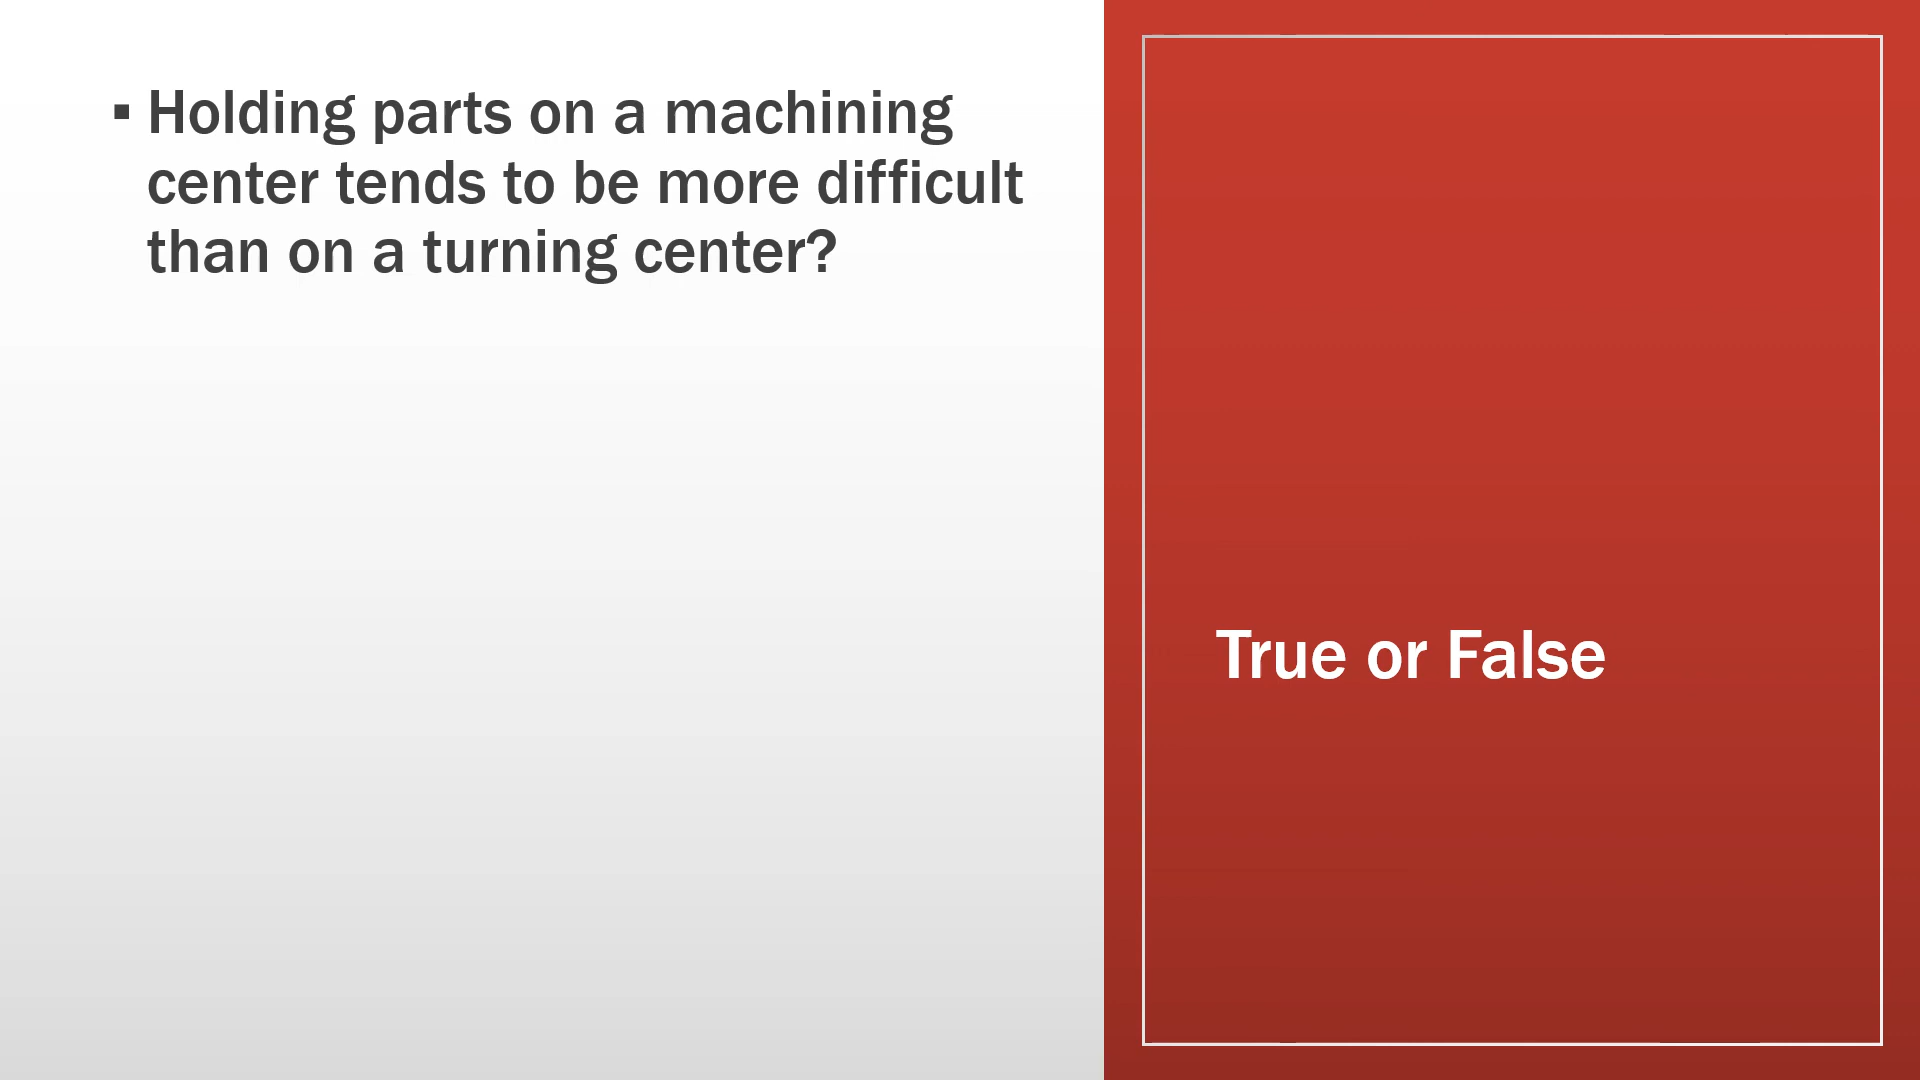 ▪ Holding parts on a machining
center tends to be more difficult
than on a turning center?
True or False